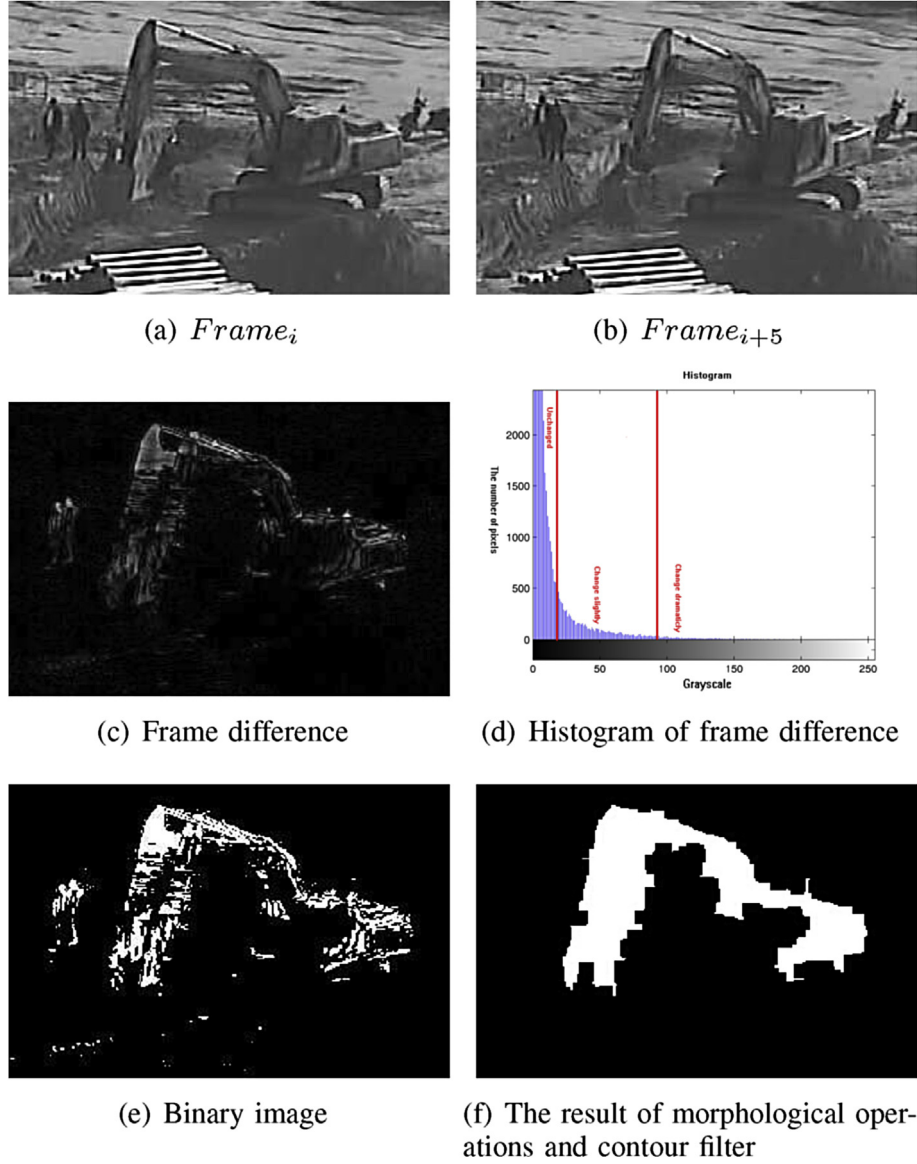 (a) Frame_i
(b) Frame_{i+5}
Histogram
The number of pixels
2000
1500
1000
500
0
Unchanged
Change slightly
Change dramaticly
0
50
100
150
200
250
Grayscale
(c) Frame difference
(d) Histogram of frame difference
(e) Binary image
(f) The result of morphological oper-
ations and contour filter